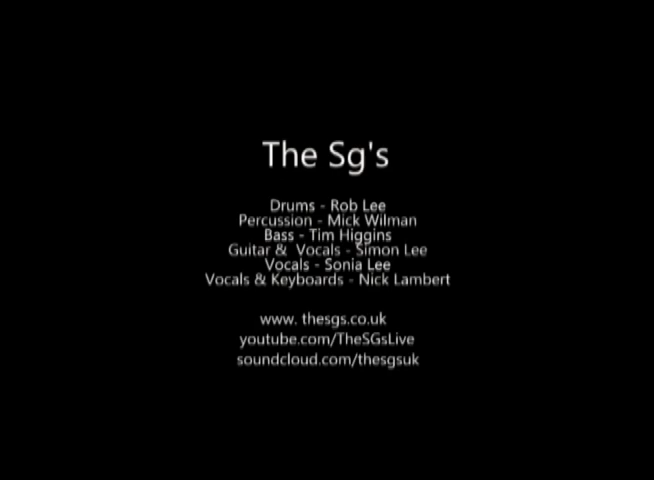 The Sg's
Drums - Rob Lee
Percussion - Mick Wilman
Bass - Tim Higgins
Guitar &  Vocals - Simon Lee
Vocals - Sonia Lee
Vocals & Keyboards - Nick Lambert
www. thesgs.co.uk
youtube.com/TheSGsLive
soundcloud.com/thesgsuk